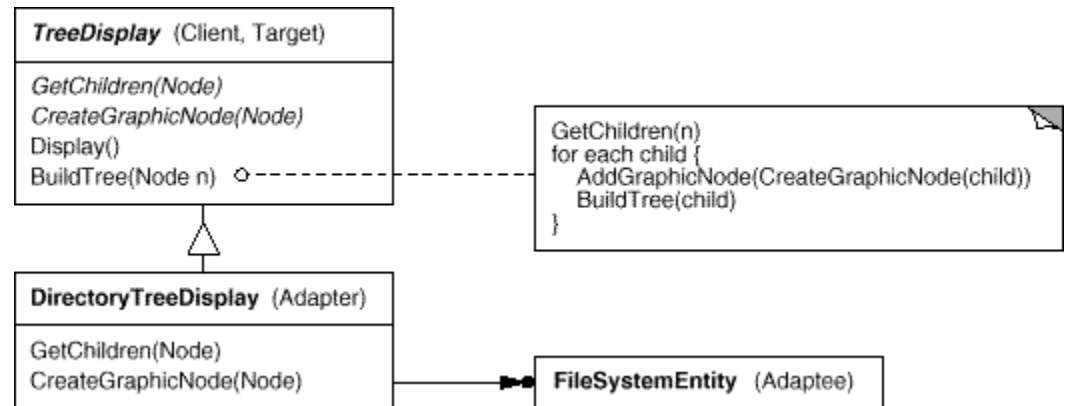 TreeDisplay (Client, Target)
GetChildren(Node)
CreateGraphicNode(Node)
Display()
BuildTree(Node n)
GetChildren(n)
for each child {
AddGraphicNode(CreateGraphicNode(child))
BuildTree(child)
}
DirectoryTreeDisplay (Adapter)
GetChildren(Node)
CreateGraphicNode(Node)
FileSystemEntity (Adaptee)